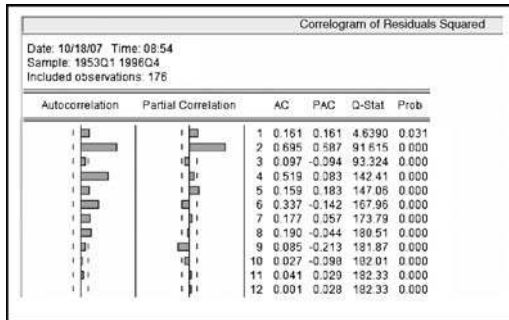 Correlogram of Residuals Squared
Date: 10/18/07 Time: 08:54
Sample: 1953Q1 1996Q4
Included observations: 176
Autocorrelation Partial Correlation AC PAC Q-Stat Prob
1 0.161 0.161 4.6390 0.031
2 0.695 0.687 91.615 0.000
3 0.097 -0.094 93.324 0.000
4 0.519 0.083 142.41 0.000
5 0.159 0.183 147.06 0.000
6 0.337 -0.142 167.96 0.000
7 0.177 0.057 173.79 0.000
8 0.190 -0.044 180.51 0.000
9 0.085 -0.213 181.87 0.000
10 0.027 -0.098 182.01 0.000
11 0.041 0.029 182.33 0.000
12 0.001 0.028 182.33 0.000